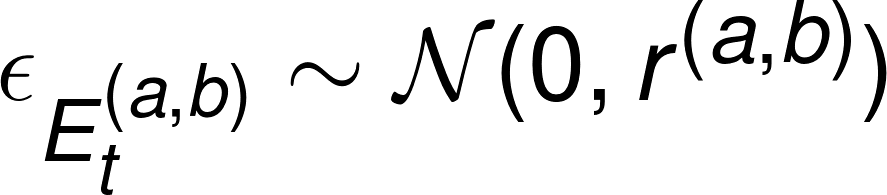 ϵ_{E_t^{(a,b)}} ∼ 𝒩(0, r^{(a,b)})